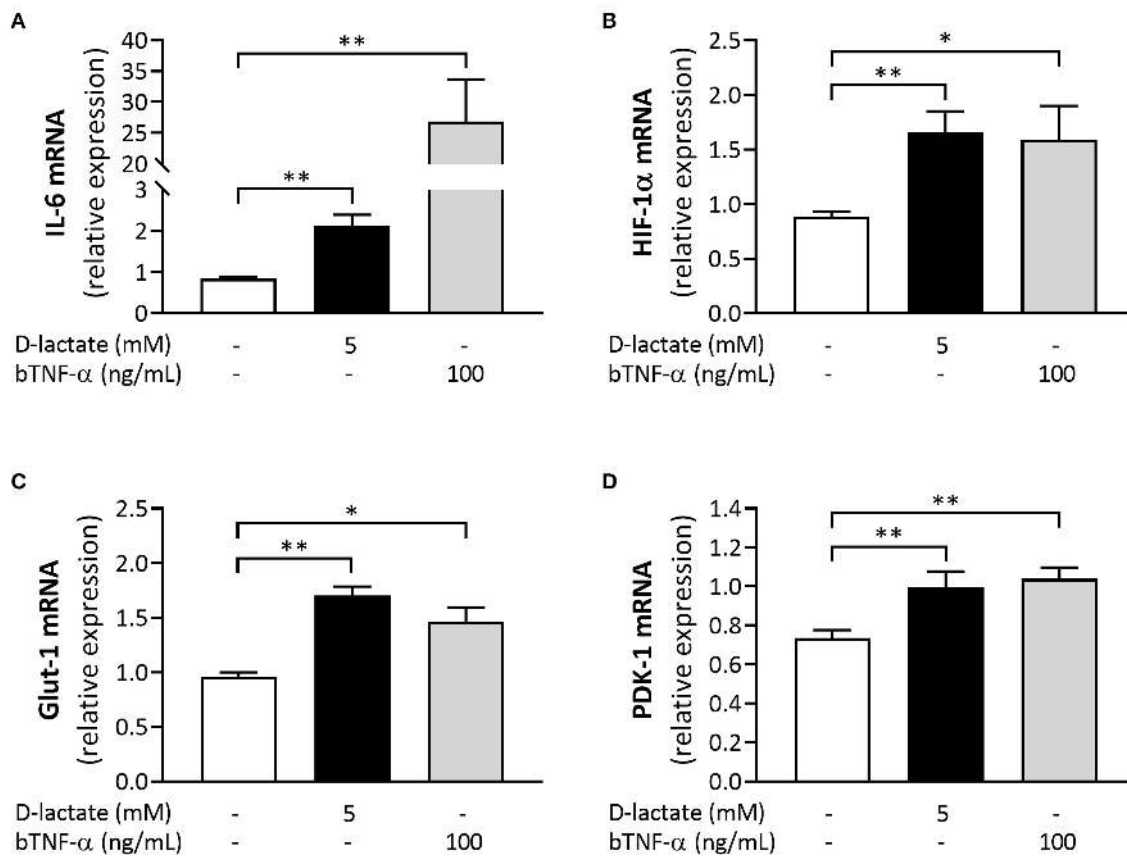 A
IL-6 mRNA
(relative expression)
40
35
30
25
20
3
2
1
0
**
**
D-lactate (mM) - 5 -
bTNF-α (ng/mL) - - 100
B
HIF-1α mRNA
(relative expression)
2.5
2.0
1.5
1.0
0.5
0.0
*
**
D-lactate (mM) - 5 -
bTNF-α (ng/mL) - - 100
C
Glut-1 mRNA
(relative expression)
2.5
2.0
1.5
1.0
0.5
0.0
*
**
D-lactate (mM) - 5 -
bTNF-α (ng/mL) - - 100
D
PDK-1 mRNA
(relative expression)
1.4
1.2
1.0
0.8
0.6
0.4
0.2
0.0
**
**
D-lactate (mM) - 5 -
bTNF-α (ng/mL) - - 100